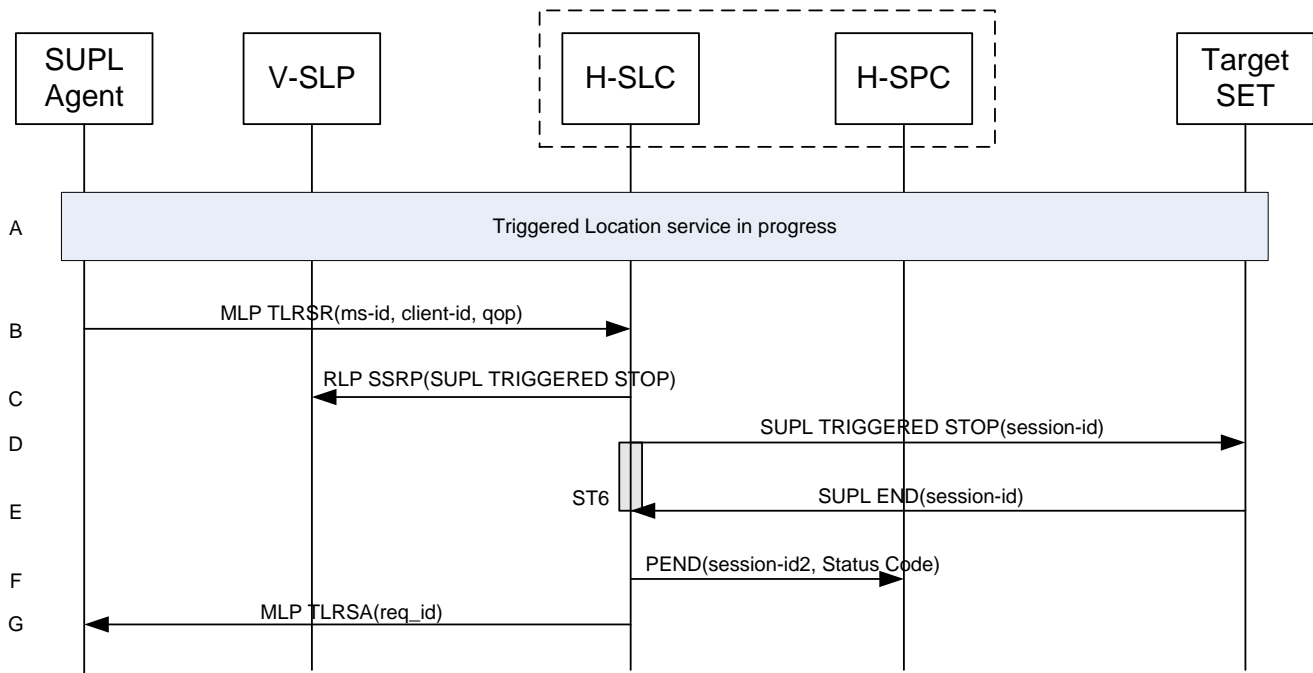 SUPL
Agent
V-SLP
H-SLC
H-SPC
Target
SET
A
Triggered Location service in progress
B
MLP TLRSR(ms-id, client-id, qop)
C
RLP SSRP(SUPL TRIGGERED STOP)
D
SUPL TRIGGERED STOP(session-id)
ST6
E
SUPL END(session-id)
F
PEND(session-id2, Status Code)
G
MLP TLRSA(req_id)